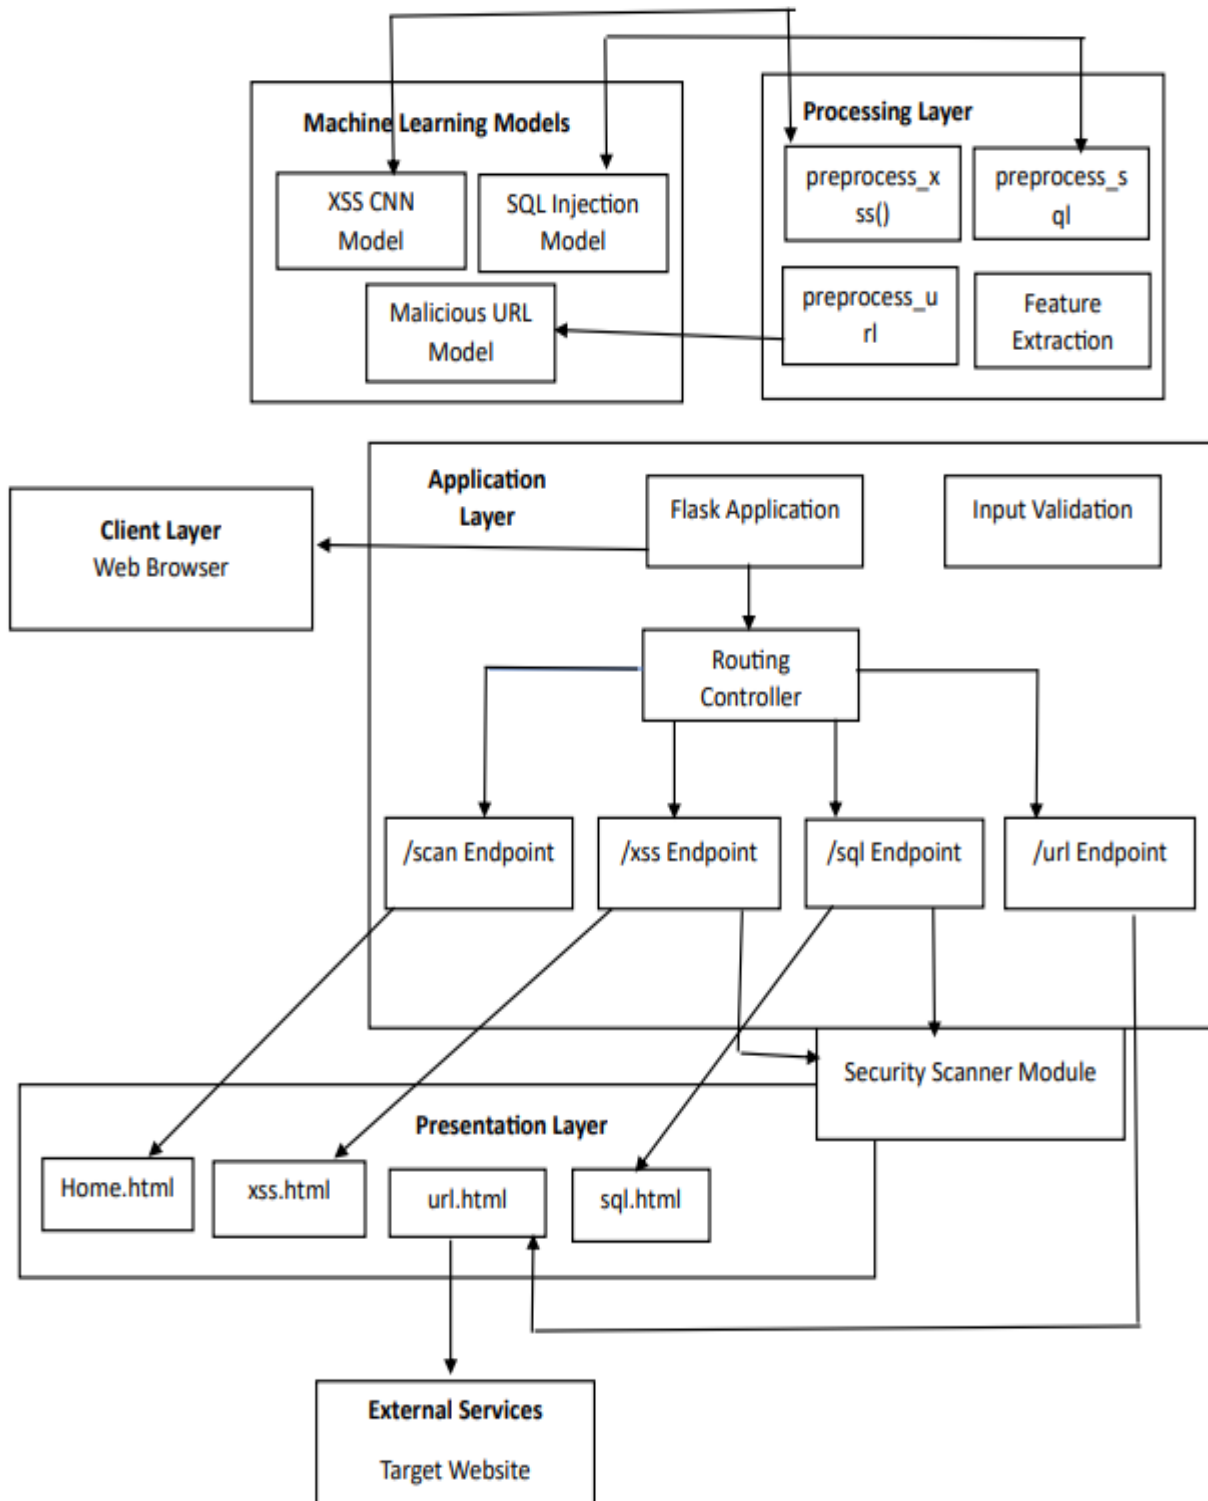 Machine Learning Models
XSS CNN
Model
SQL Injection
Model
Malicious URL
Model
Processing Layer
preprocess_x
ss()
preprocess_s
ql
preprocess_u
rl
Feature
Extraction
Client Layer
Web Browser
Application
Layer
Flask Application
Input Validation
Routing
Controller
/scan Endpoint
/xss Endpoint
/sql Endpoint
/url Endpoint
Security Scanner Module
Presentation Layer
Home.html
xss.html
url.html
sql.html
External Services
Target Website